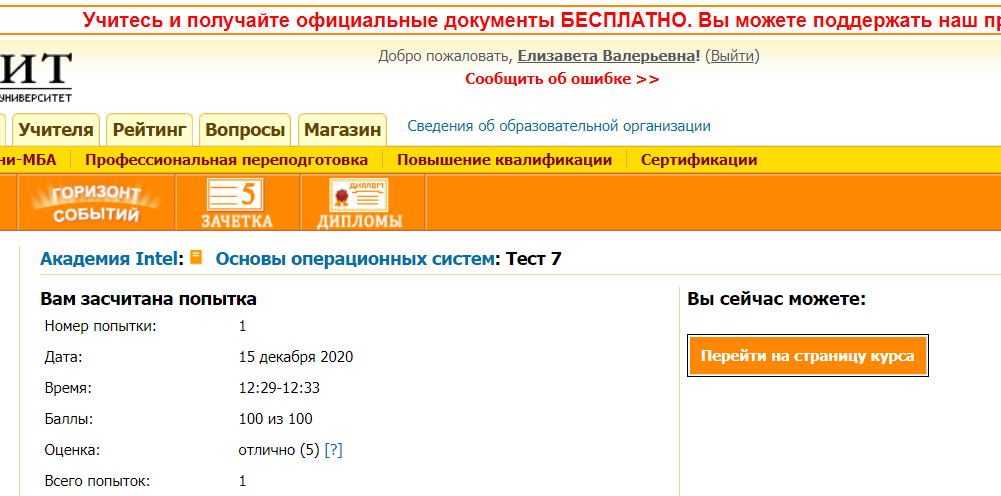 Учитесь и получайте официальные документы БЕСПЛАТНО. Вы можете поддержать наш пр
ИТ
УНИВЕРСИТЕТ
Добро пожаловать, Елизавета Валерьевна! (Выйти)
Сообщить об ошибке >>
Учителя Рейтинг Вопросы Магазин Сведения об образовательной организации
ни-МБА Профессиональная переподготовка Повышение квалификации Сертификации
ГОРИЗОНТ СОБЫТИЙ
5 ЗАЧЕТКА
ДИПЛОМ ДИПЛОМЫ
Академия Intel: Основы операционных систем: Тест 7
Вам засчитана попытка
Номер попытки: 1
Дата: 15 декабря 2020
Время: 12:29-12:33
Баллы: 100 из 100
Оценка: отлично (5) [?]
Всего попыток: 1
Вы сейчас можете:
Перейти на страницу курса